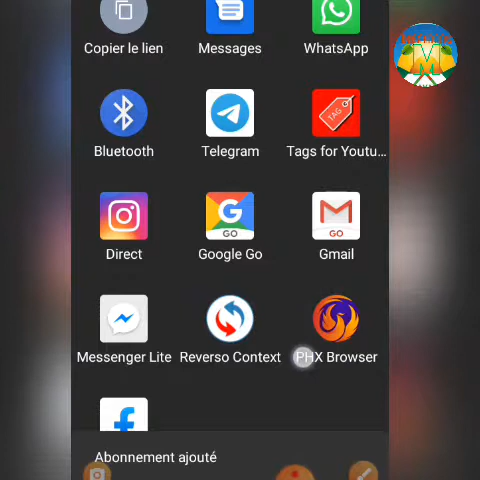 Copier le lien
Messages
WhatsApp
Bluetooth
Telegram
TAG
Tags for Youtu...
Direct
GO
Google Go
GO
Gmail
Messenger Lite
Reverso Context
PHX Browser
Abonnement ajouté